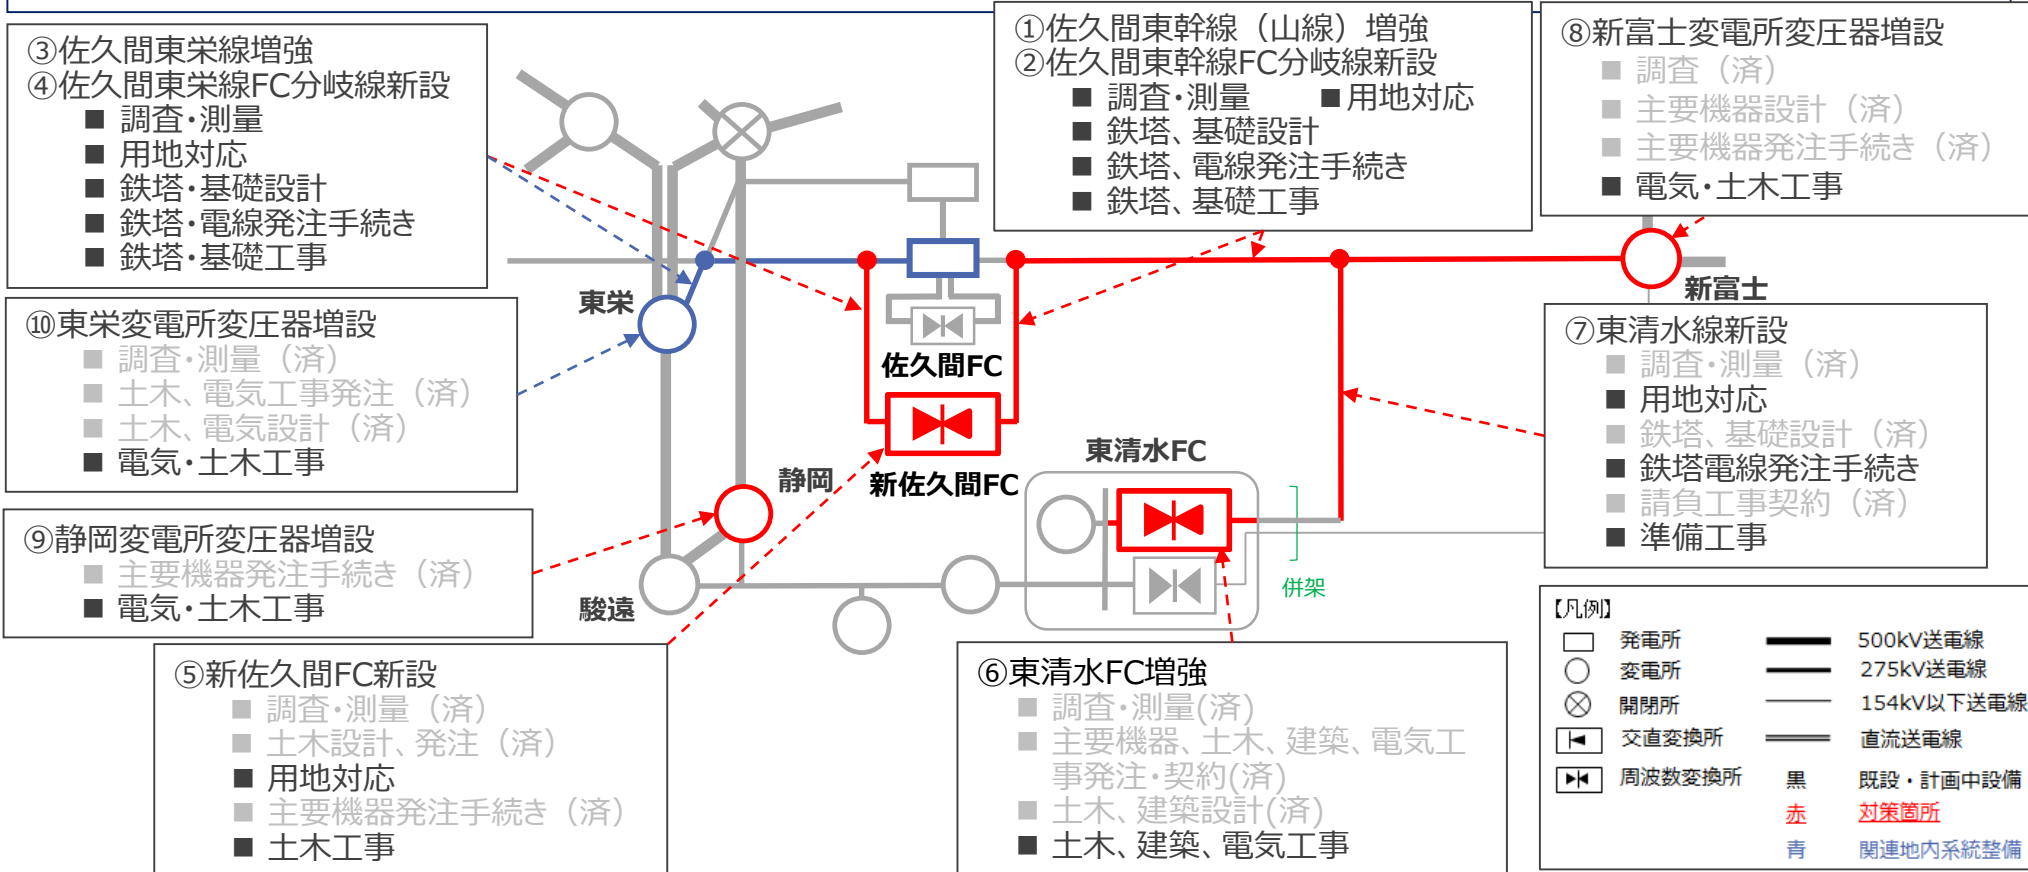 ③佐久間東栄線増強
④佐久間東栄線FC分岐線新設
■ 調査・測量
■ 用地対応
■ 鉄塔・基礎設計
■ 鉄塔・電線発注手続き
■ 鉄塔・基礎工事
①佐久間東幹線（山線）増強
②佐久間東幹線FC分岐線新設
■ 調査・測量 ■用地対応
■ 鉄塔、基礎設計
■ 鉄塔、電線発注手続き
■ 鉄塔、基礎工事
⑧新富士変電所変圧器増設
■ 調査（済）
■ 主要機器設計（済）
■ 主要機器発注手続き（済）
■ 電気・土木工事
東栄
新富士
佐久間FC
新佐久間FC
静岡
東清水FC
駿遠
併架
⑩東栄変電所変圧器増設
■ 調査・測量（済）
■ 土木、電気工事発注（済）
■ 土木、電気設計（済）
■ 電気・土木工事
⑦東清水線新設
■ 調査・測量（済）
■ 用地対応
■ 鉄塔、基礎設計（済）
■ 鉄塔電線発注手続き
■ 請負工事契約（済）
■ 準備工事
⑨静岡変電所変圧器増設
■ 主要機器発注手続き（済）
■ 電気・土木工事
⑤新佐久間FC新設
■ 調査・測量（済）
■ 土木設計、発注（済）
■ 用地対応
■ 主要機器発注手続き（済）
■ 土木工事
⑥東清水FC増強
■ 調査・測量(済)
■ 主要機器、土木、建築、電気工
事発注・契約(済)
■ 土木、建築設計(済)
■ 土木、建築、電気工事
【凡例】
発電所 500kV送電線
変電所 275kV送電線
開閉所 154kV以下送電線
交直変換所 直流送電線
周波数変換所 黒 既設・計画中設備
赤 対策箇所
青 関連地内系統整備